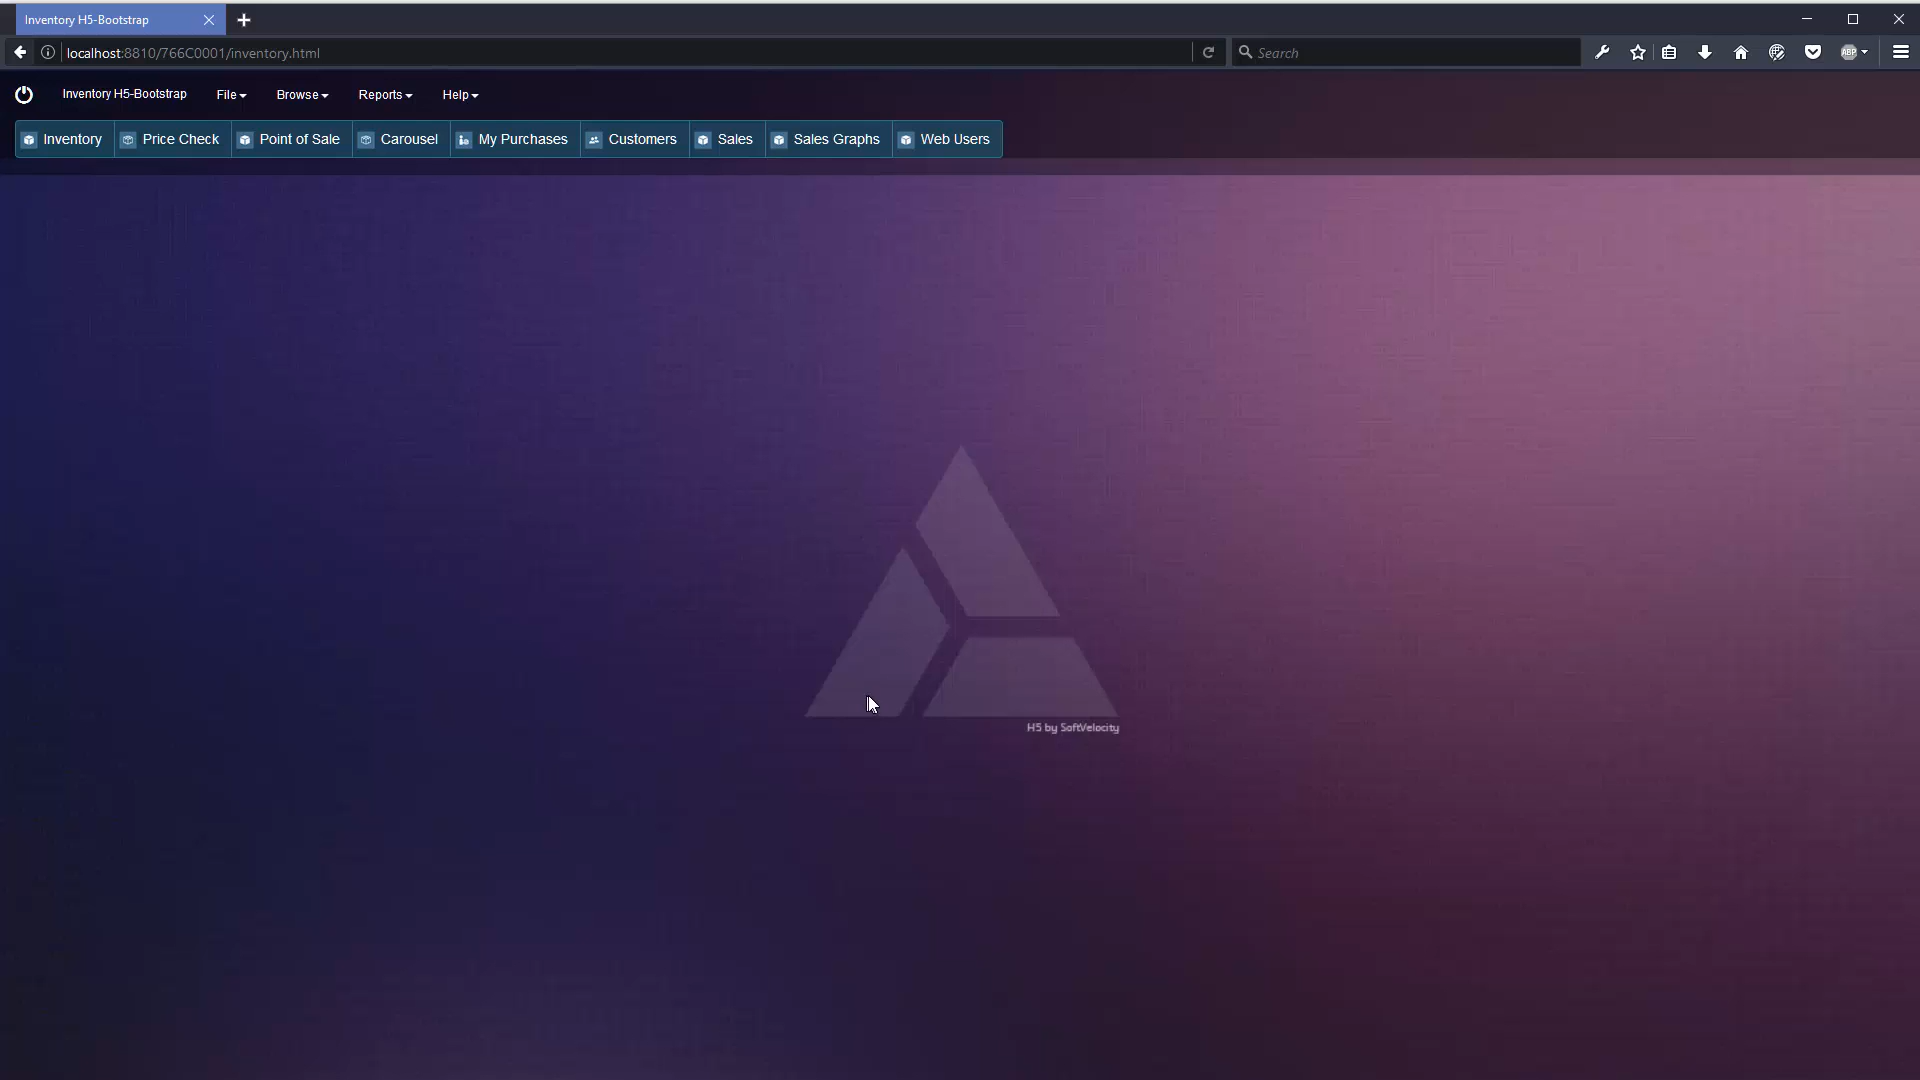 Inventory H5-Bootstrap
localhost:8810/766C0001/inventory.html
Search
ABP
Inventory H5-Bootstrap File Browse Reports Help
Inventory Price Check Point of Sale Carousel My Purchases Customers Sales Sales Graphs Web Users
H5 by SoftVelocity